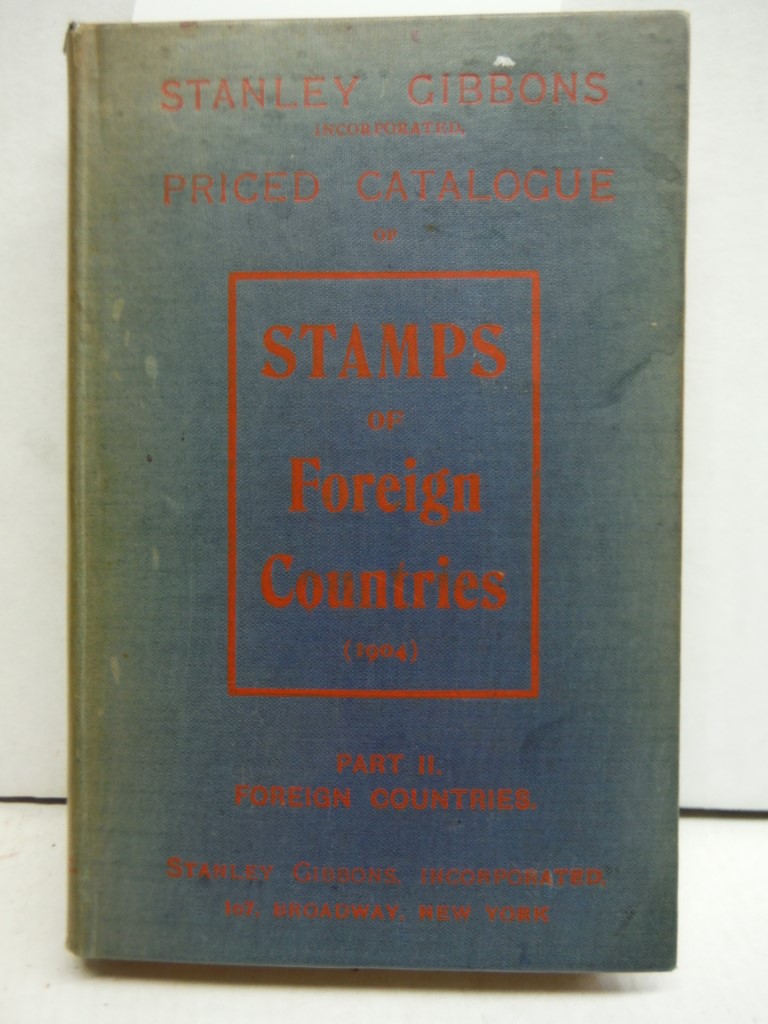 STANLEY GIBBONS
INCORPORATED,
PRICED CATALOGUE
OF
STAMPS
OF
Foreign
Countries
(1904)
PART II.
FOREIGN COUNTRIES.
STANLEY GIBBONS, INCORPORATED,
BROADWAY, NEW YORK